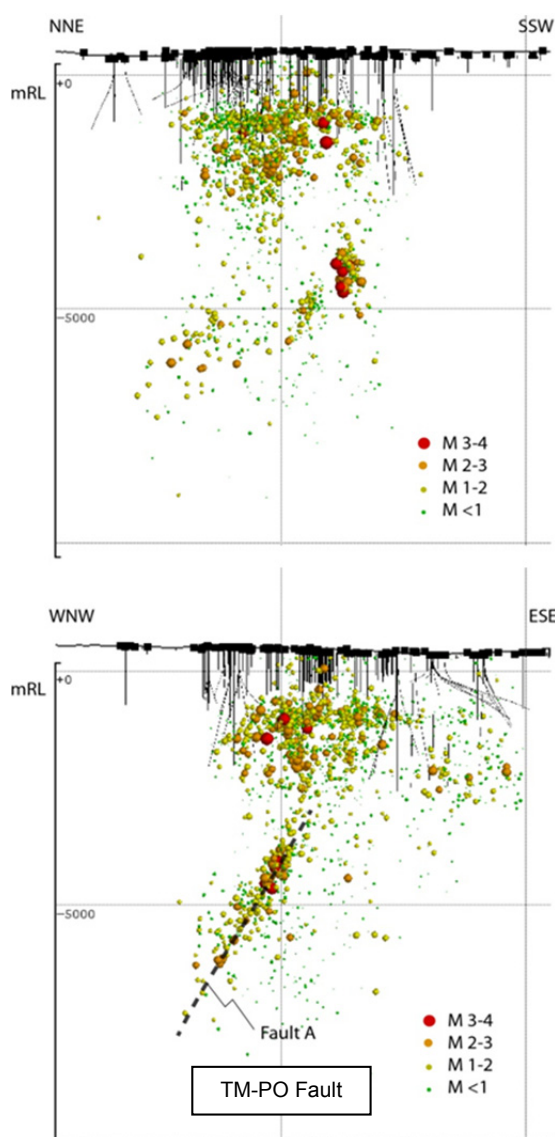 NNE SSW
mRL
+0
−5000
M 3-4
M 2-3
M 1-2
M <1
WNW ESE
mRL
+0
−5000
Fault A
M 3-4
M 2-3
M 1-2
M <1
TM-PO Fault